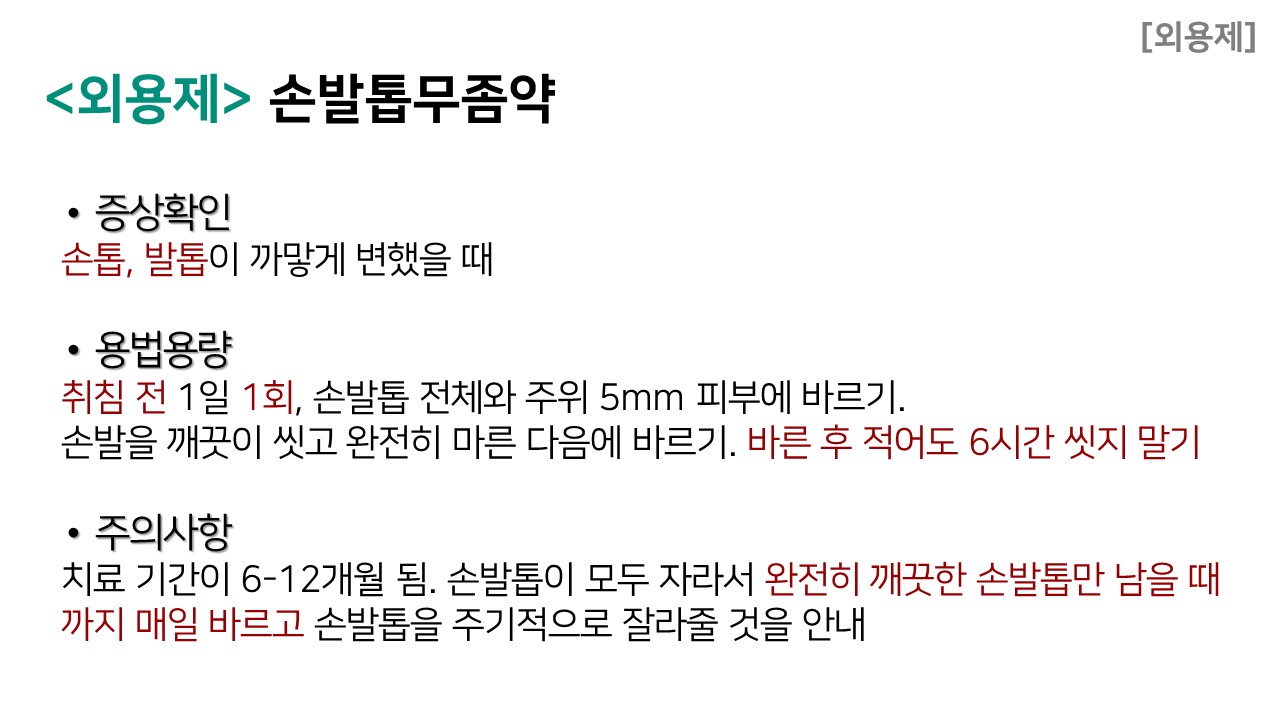 [외용제]
<외용제> 손발톱무좀약
• 증상확인
손톱, 발톱이 까맣게 변했을 때
• 용법용량
취침 전 1일 1회, 손발톱 전체와 주위 5mm 피부에 바르기.
손발을 깨끗이 씻고 완전히 마른 다음에 바르기. 바른 후 적어도 6시간 씻지 말기
• 주의사항
치료 기간이 6-12개월 됨. 손발톱이 모두 자라서 완전히 깨끗한 손발톱만 남을 때
까지 매일 바르고 손발톱을 주기적으로 잘라줄 것을 안내